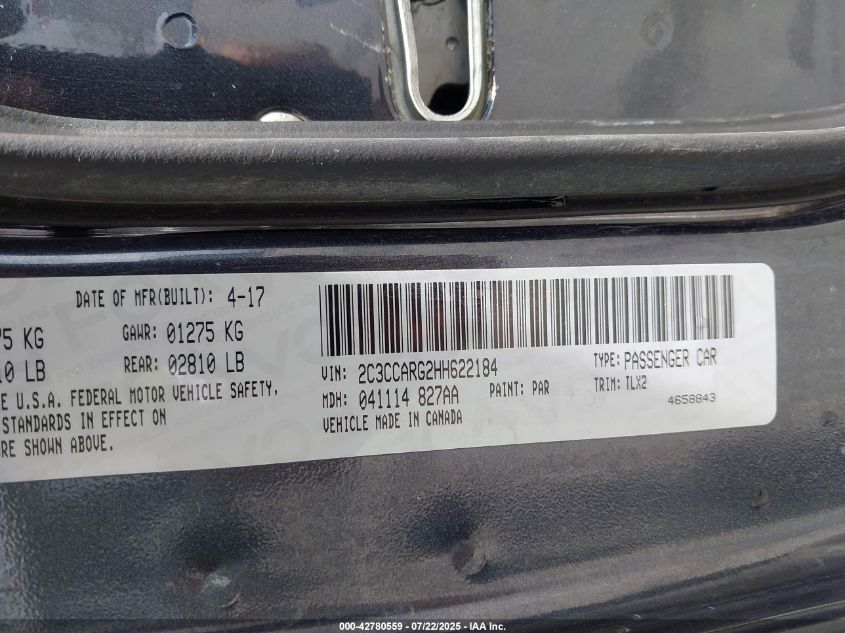 DATE OF MFR(BUILT): 4-17
75 KG GAWR: 01275 KG
10 LB REAR: 02810 LB
E U.S.A. FEDERAL MOTOR VEHICLE SAFETY,
STANDARDS IN EFFECT ON
RE SHOWN ABOVE.
VIN: 2C3CCARG2HH622184 TYPE: PASSENGER CAR
MDH: 041114 827AA PAINT: PAR TRIM: TLX2
VEHICLE MADE IN CANADA 4658843
000-42780559 - 07/22/2025 - IAA Inc.